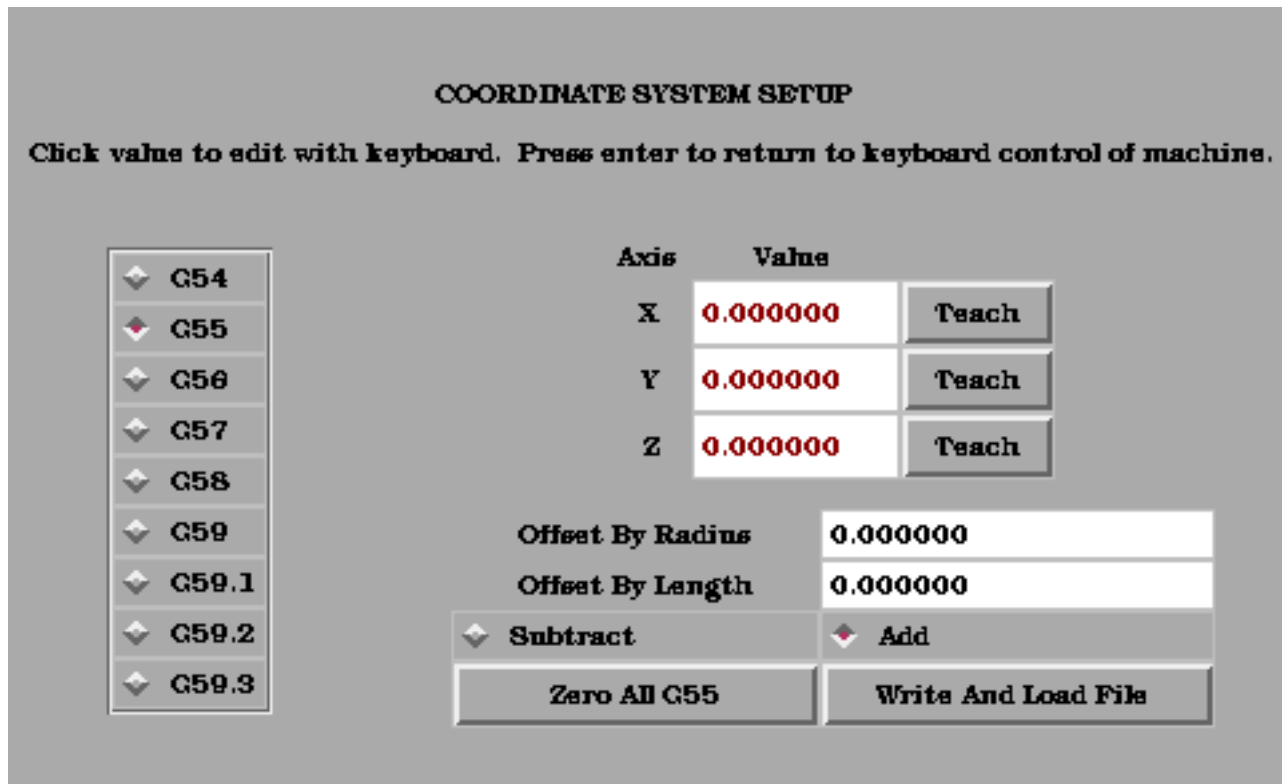 COORDINATE SYSTEM SETUP
Click value to edit with keyboard. Press enter to return to keyboard control of machine.
G54
G55
G56
G57
G58
G59
G59.1
G59.2
G59.3
Axis Value
X 0.000000 Teach
Y 0.000000 Teach
Z 0.000000 Teach
Offset By Radius 0.000000
Offset By Length 0.000000
Subtract Add
Zero All G55 Write And Load File